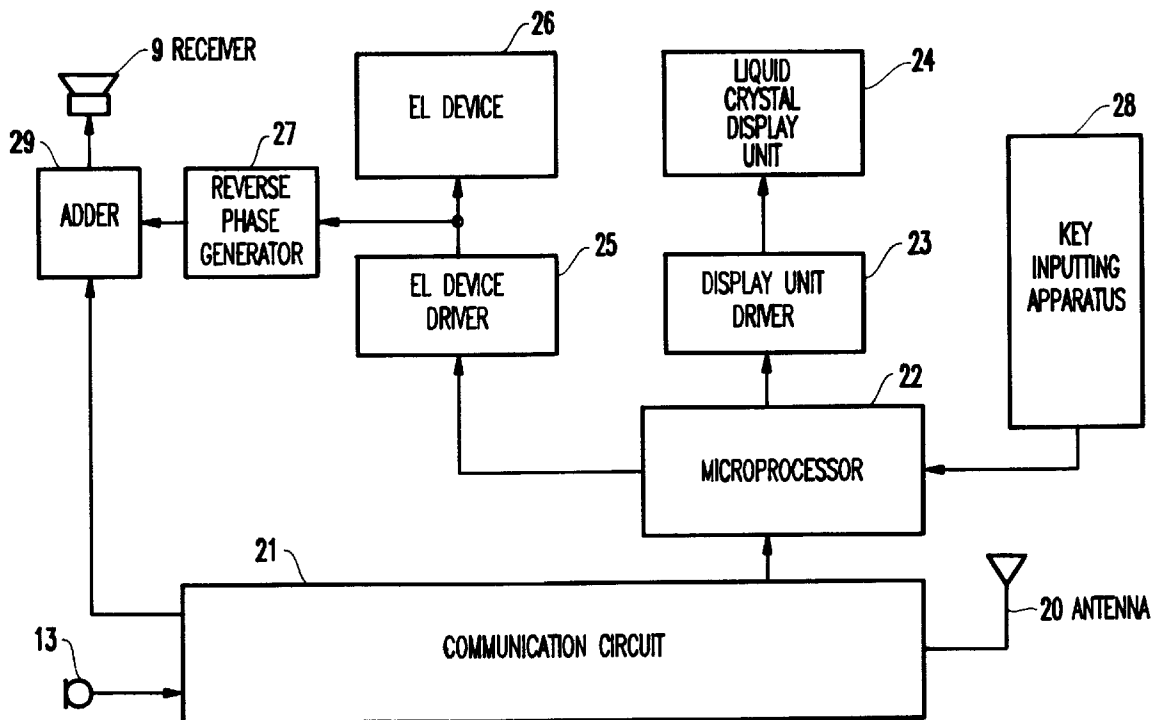 9 RECEIVER
26
EL DEVICE
24
LIQUID
CRYSTAL
DISPLAY
UNIT
28
KEY
INPUTTING
APPARATUS
29
ADDER
27
REVERSE
PHASE
GENERATOR
25
EL DEVICE
DRIVER
23
DISPLAY UNIT
DRIVER
22
MICROPROCESSOR
21
COMMUNICATION CIRCUIT
20 ANTENNA
13